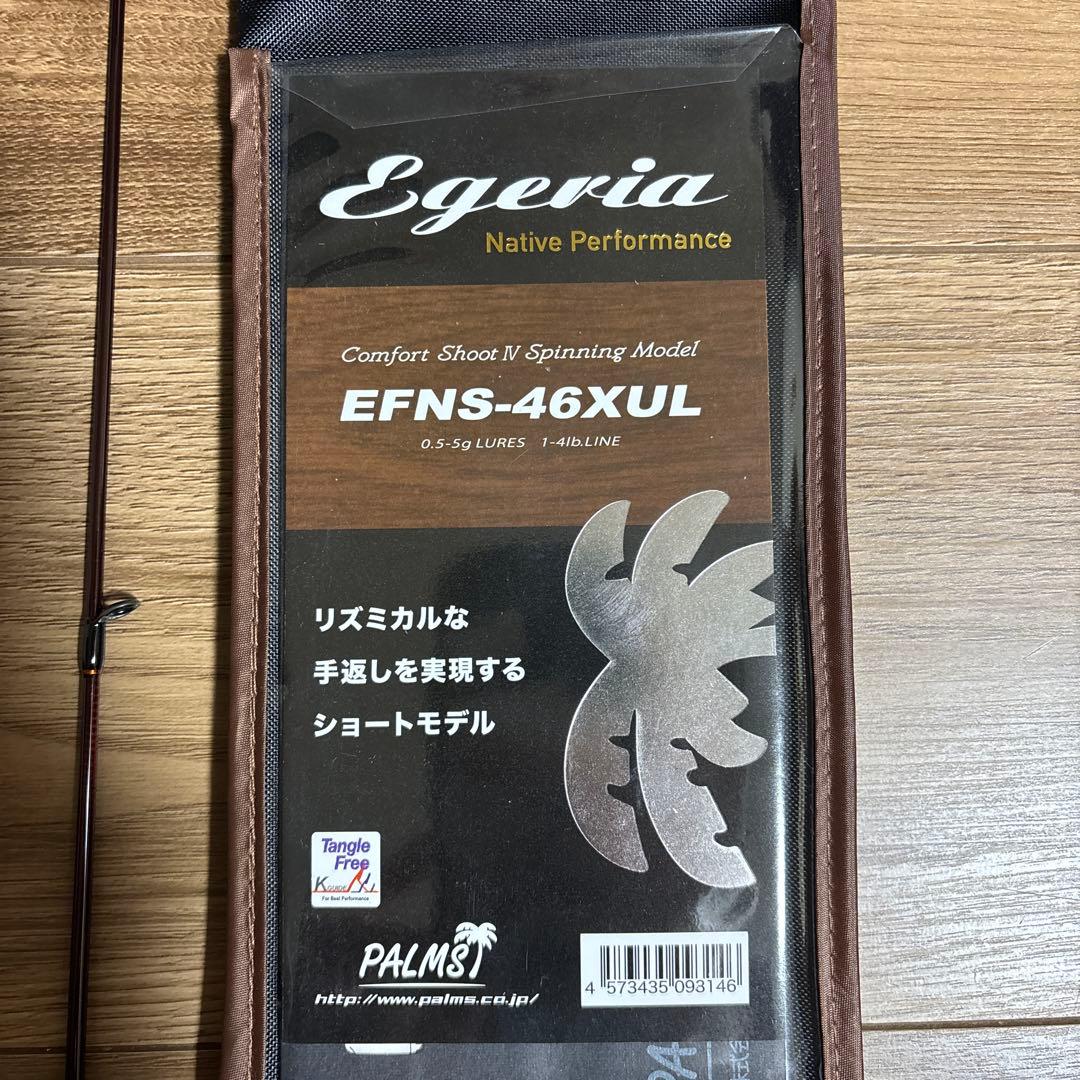 Egeria
Native Performance
Comfort Shoot Ⅳ Spinning Model
EFNS-46XUL
0.5-5g LURES 1-4lb.LINE
リズミカルな
手返しを実現する
ショートモデル
Tangle
Free
K GUIDE
For Best Performance
PALMS
http://www.palms.co.jp/
4 573435 093146